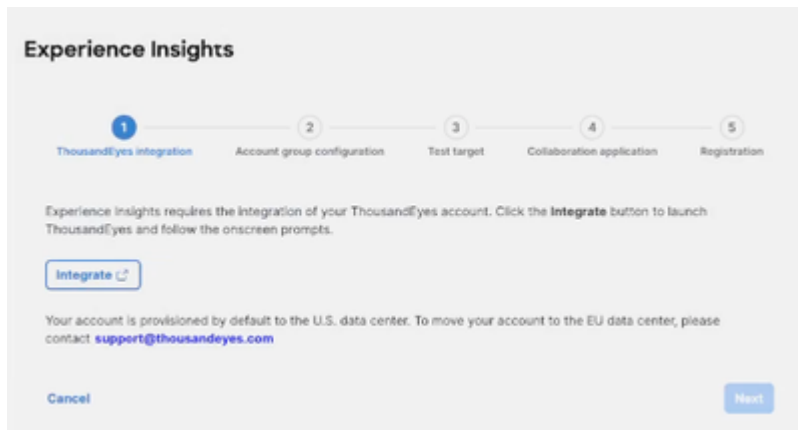 Experience Insights
1 2 3 4 5
ThousandEyes integration Account group configuration Test target Collaboration application Registration
Experience Insights requires the integration of your ThousandEyes account. Click the Integrate button to launch
ThousandEyes and follow the onscreen prompts.
Integrate
Your account is provisioned by default to the U.S. data center. To move your account to the EU data center, please
contact support@thousandeyes.com
Cancel Next